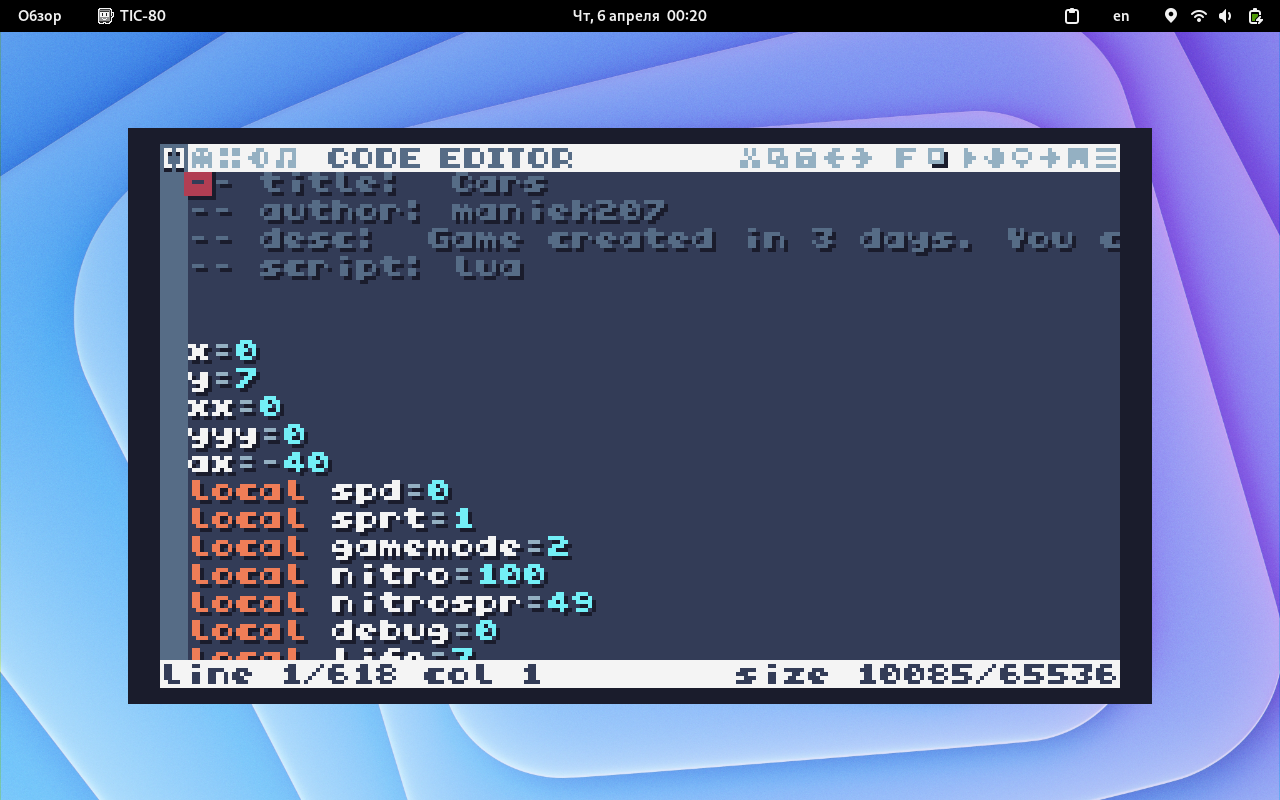 Обзор TIC-80 Чт, 6 апреля 00:20 en
CODE EDITOR F
-- title: Cars
-- author: maniek207
-- desc: Game created in 3 days. You c
-- script: lua
x=0
y=7
xx=0
yyy=0
ax=-40
local spd=0
local sprt=1
local gamemode=2
local nitro=100
local nitrospr=49
local debug=0
local life=7
line 1/618 col 1 size 10085/65536